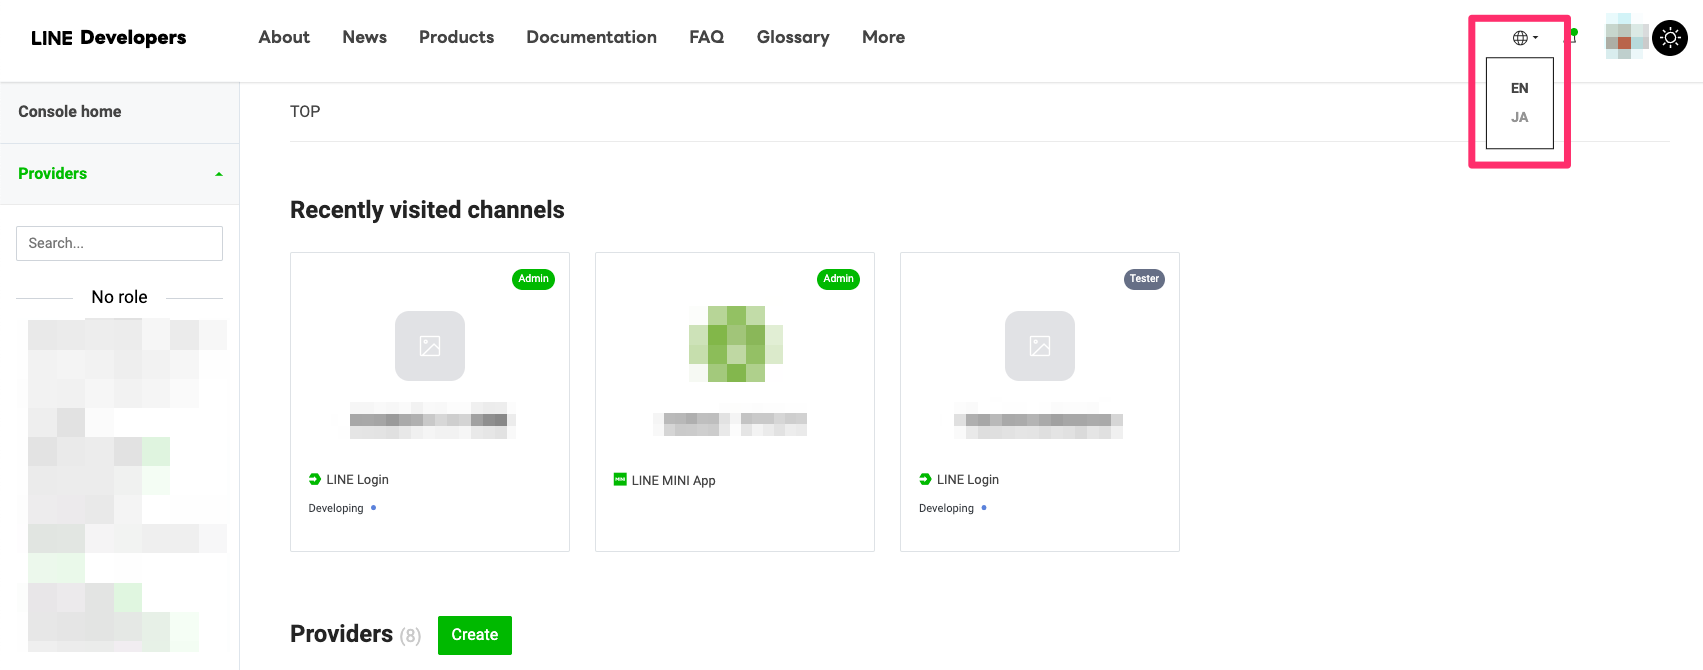 LINE Developers
About News Products Documentation FAQ Glossary More
EN
JA
Console home
Providers
Search...
No role
TOP
Recently visited channels
Admin
LINE Login
Developing
Admin
MINI
LINE MINI App
Tester
LINE Login
Developing
Providers (8) Create